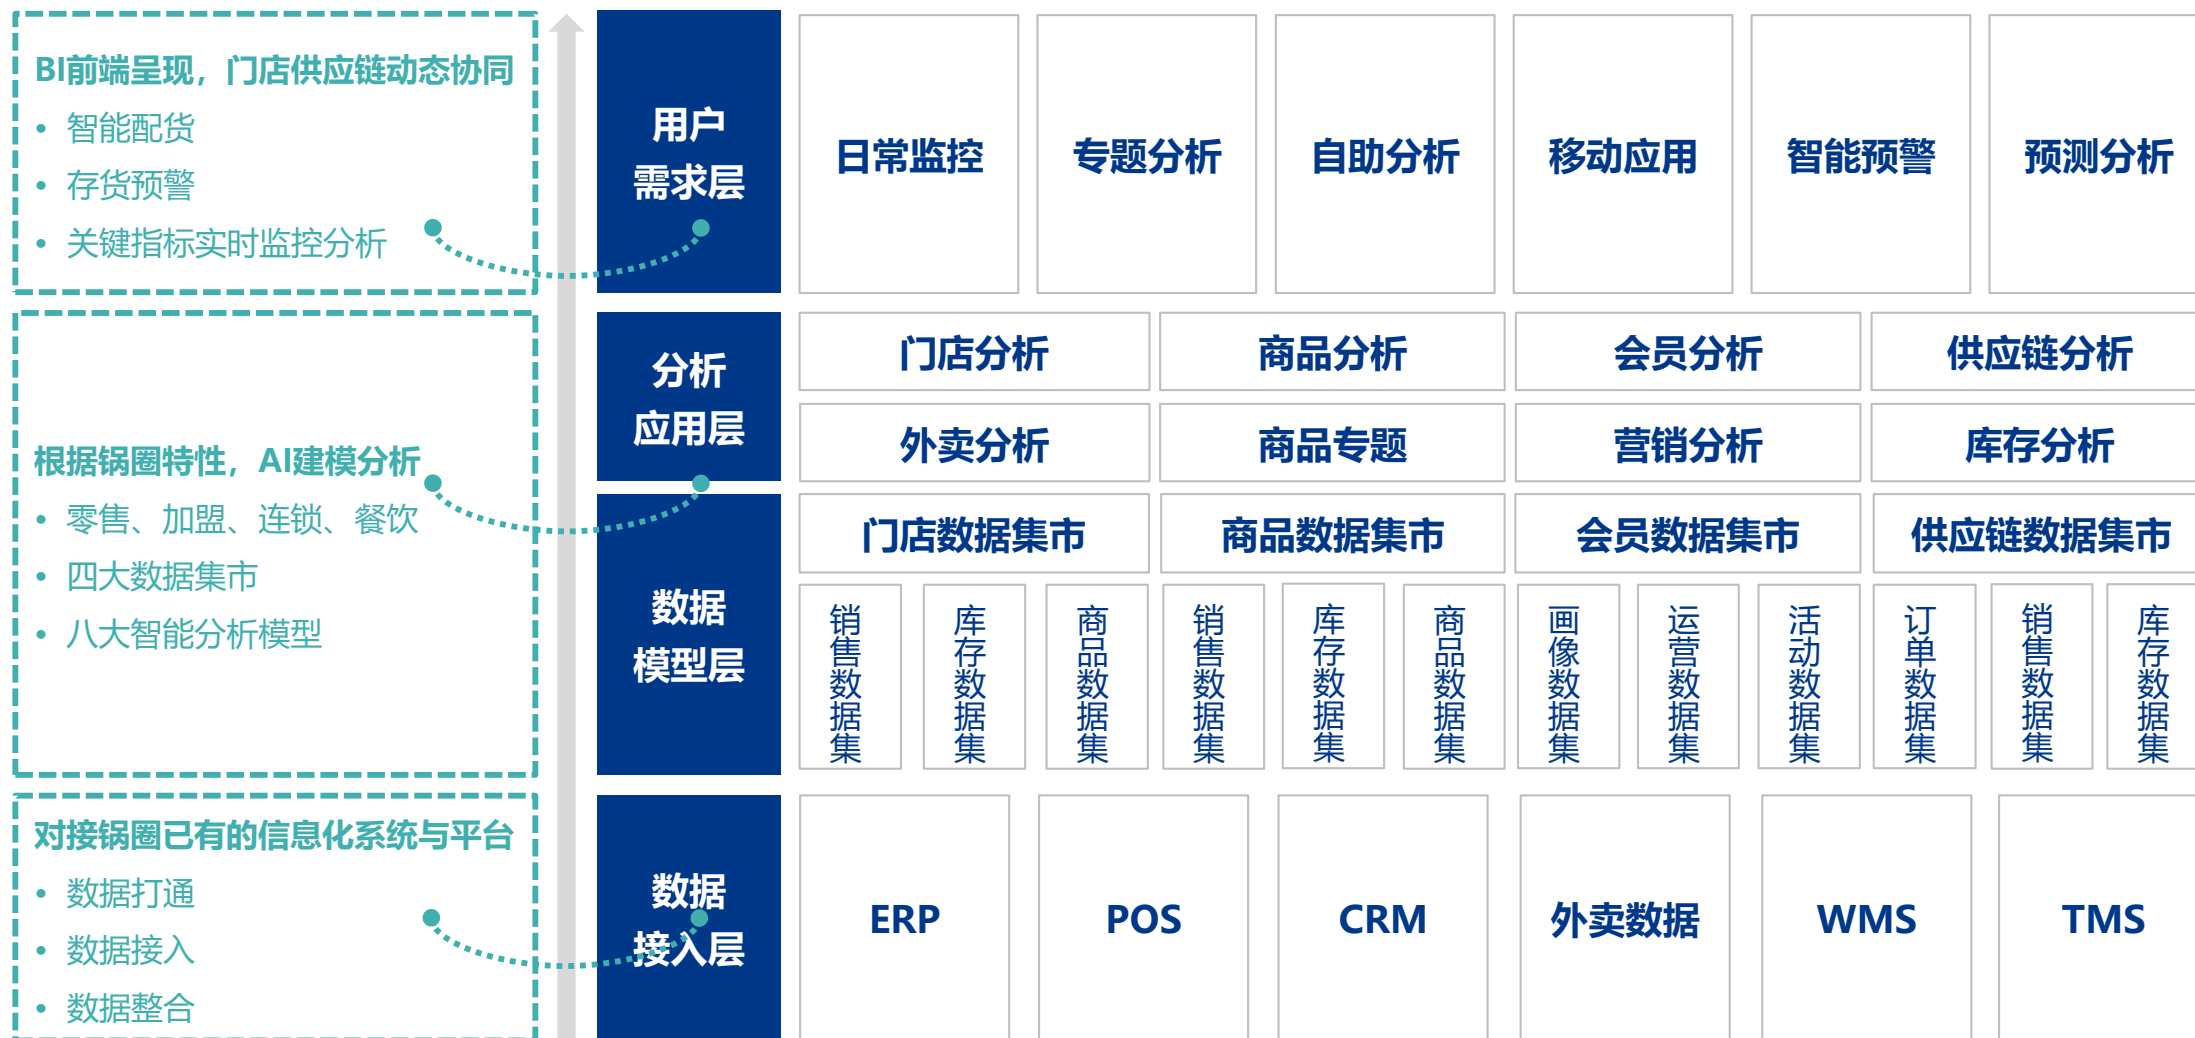 BI前端呈现，门店供应链动态协同
• 智能配货
• 存货预警
• 关键指标实时监控分析
用户
需求层
日常监控
专题分析
自助分析
移动应用
智能预警
预测分析
根据锅圈特性，AI建模分析
• 零售、加盟、连锁、餐饮
• 四大数据集市
• 八大智能分析模型
分析
应用层
门店分析
商品分析
会员分析
供应链分析
外卖分析
商品专题
营销分析
库存分析
数据
模型层
门店数据集市
商品数据集市
会员数据集市
供应链数据集市
销售数据集
库存数据集
商品数据集
销售数据集
库存数据集
商品数据集
画像数据集
运营数据集
活动数据集
订单数据集
销售数据集
库存数据集
对接锅圈已有的信息化系统与平台
• 数据打通
• 数据接入
• 数据整合
数据
接入层
ERP
POS
CRM
外卖数据
WMS
TMS